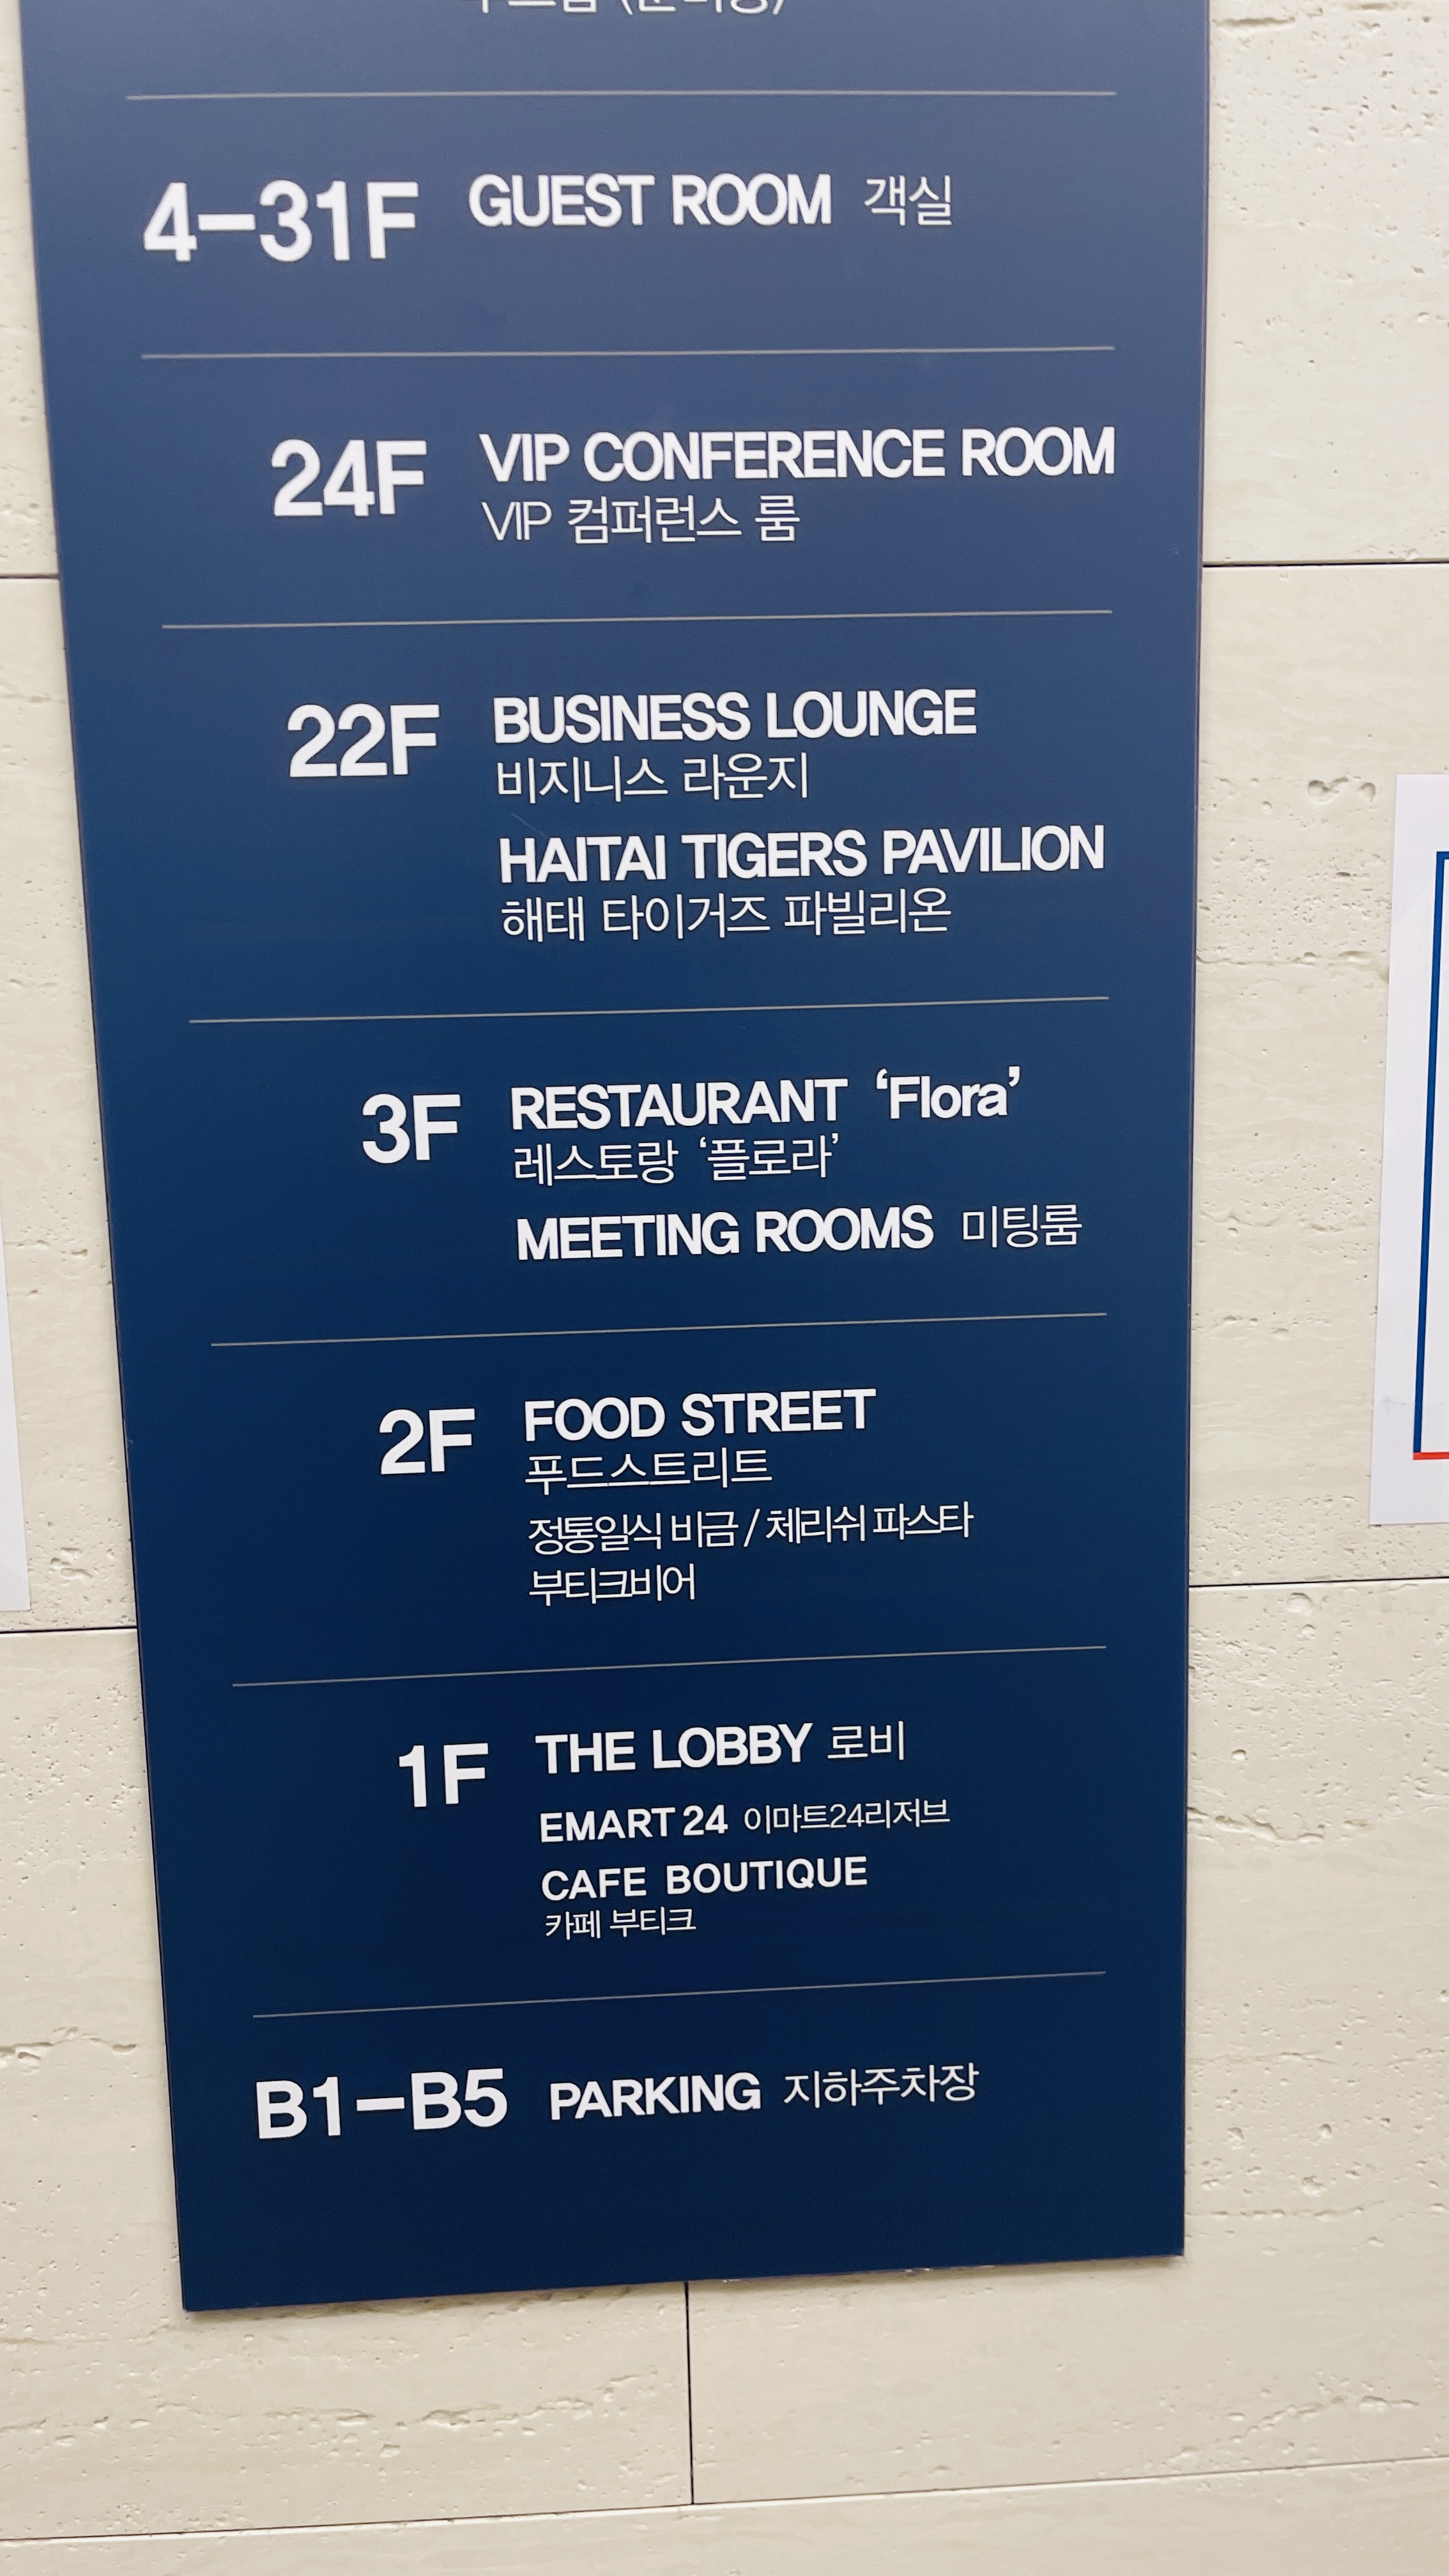 4-31F GUEST ROOM 객실
24F VIP CONFERENCE ROOM
VIP 컴퍼런스 룸
22F BUSINESS LOUNGE
비지니스 라운지
HAITAI TIGERS PAVILION
해태 타이거즈 파빌리온
3F RESTAURANT ‘Flora’
레스토랑 ‘플로라’
MEETING ROOMS 미팅룸
2F FOOD STREET
푸드스트리트
정통일식 비금 / 체리쉬 파스타
부티크비어
1F THE LOBBY 로비
EMART 24 이마트24리저브
CAFE BOUTIQUE
카페 부티크
B1-B5 PARKING 지하주차장